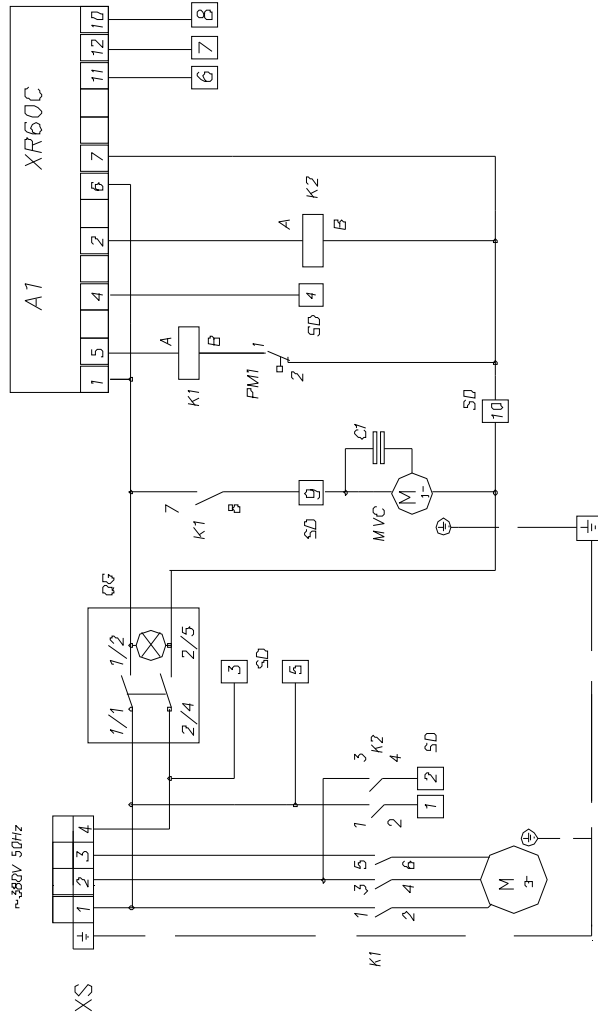 ~380V 50Hz
XS
1 2 3 4
A1 XR60C
1 5 4 2 6 7 11 12 10
6 7 8
QG
1/1 1/2
2/4 2/5
3
SD
5
K1
7
8
SD 9
C1
MVC
M
1~
K1
A
B
PM1
1
2
SD 4
A
B
K2
SD
10
K1
1 3 5
2 4 6
1 3
K2
2 4
1 2
SD
M
3~